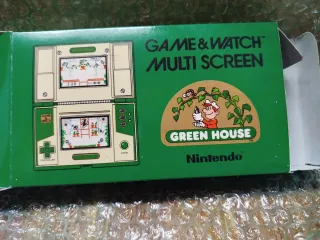 GAME&WATCH™
MULTI SCREEN
GREEN HOUSE
Nintendo